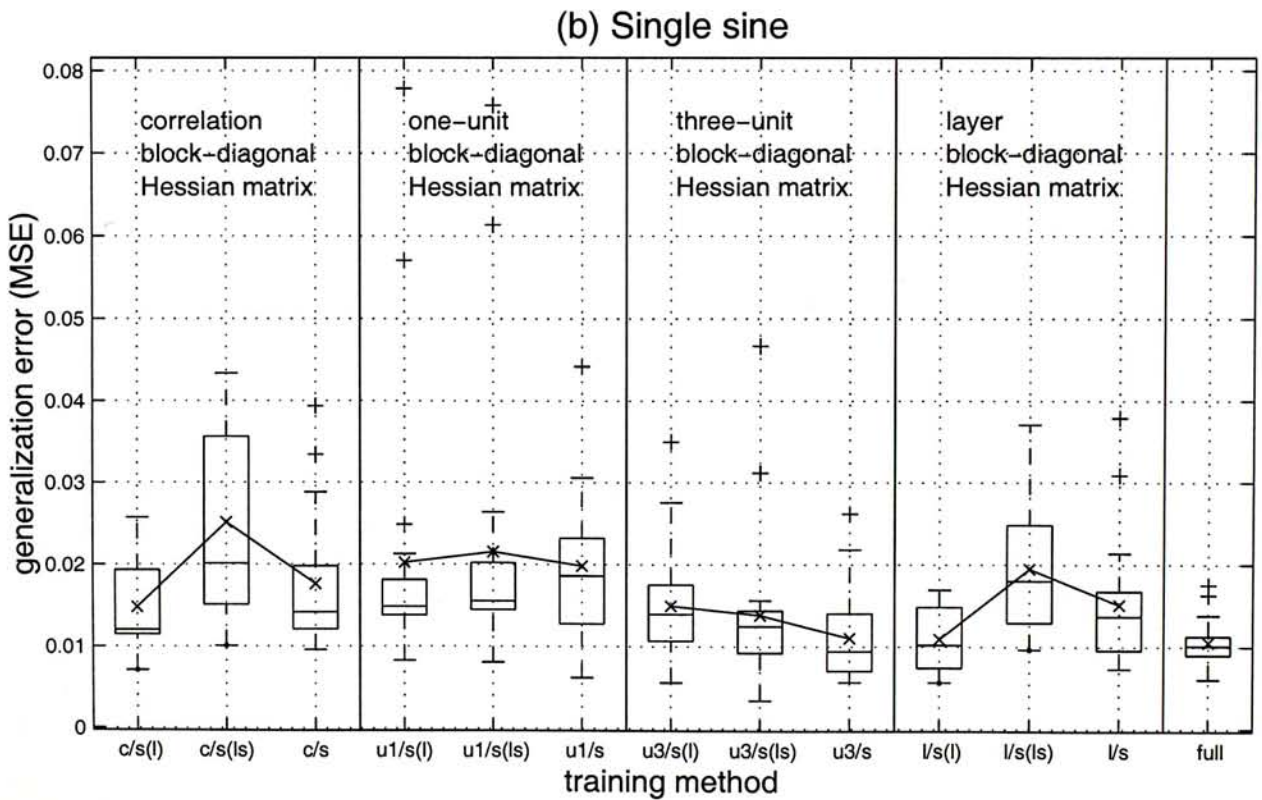 (b) Single sine
generalization error (MSE)
0.08
0.07
0.06
0.05
0.04
0.03
0.02
0.01
0
correlation
block-diagonal
Hessian matrix
one-unit
block-diagonal
Hessian matrix
three-unit
block-diagonal
Hessian matrix
layer
block-diagonal
Hessian matrix
c/s(l) c/s(ls) c/s u1/s(l) u1/s(ls) u1/s u3/s(l) u3/s(ls) u3/s l/s(l) l/s(ls) l/s full
training method